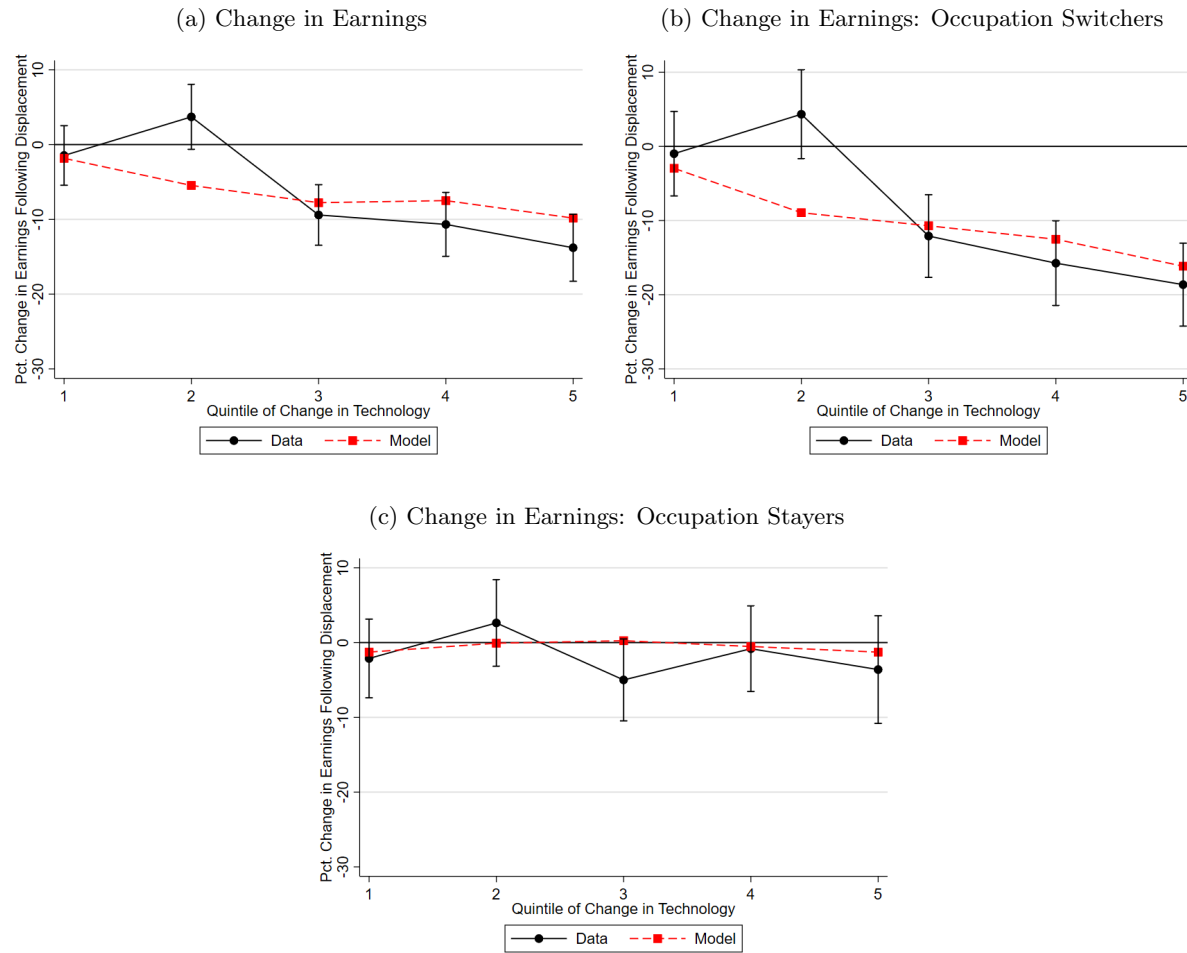 (a) Change in Earnings
Pct. Change in Earnings Following Displacement
10
0
-10
-20
-30
1 2 3 4 5
Quintile of Change in Technology
Data Model
(b) Change in Earnings: Occupation Switchers
Pct. Change in Earnings Following Displacement
10
0
-10
-20
-30
1 2 3 4 5
Quintile of Change in Technology
Data Model
(c) Change in Earnings: Occupation Stayers
Pct. Change in Earnings Following Displacement
10
0
-10
-20
-30
1 2 3 4 5
Quintile of Change in Technology
Data Model